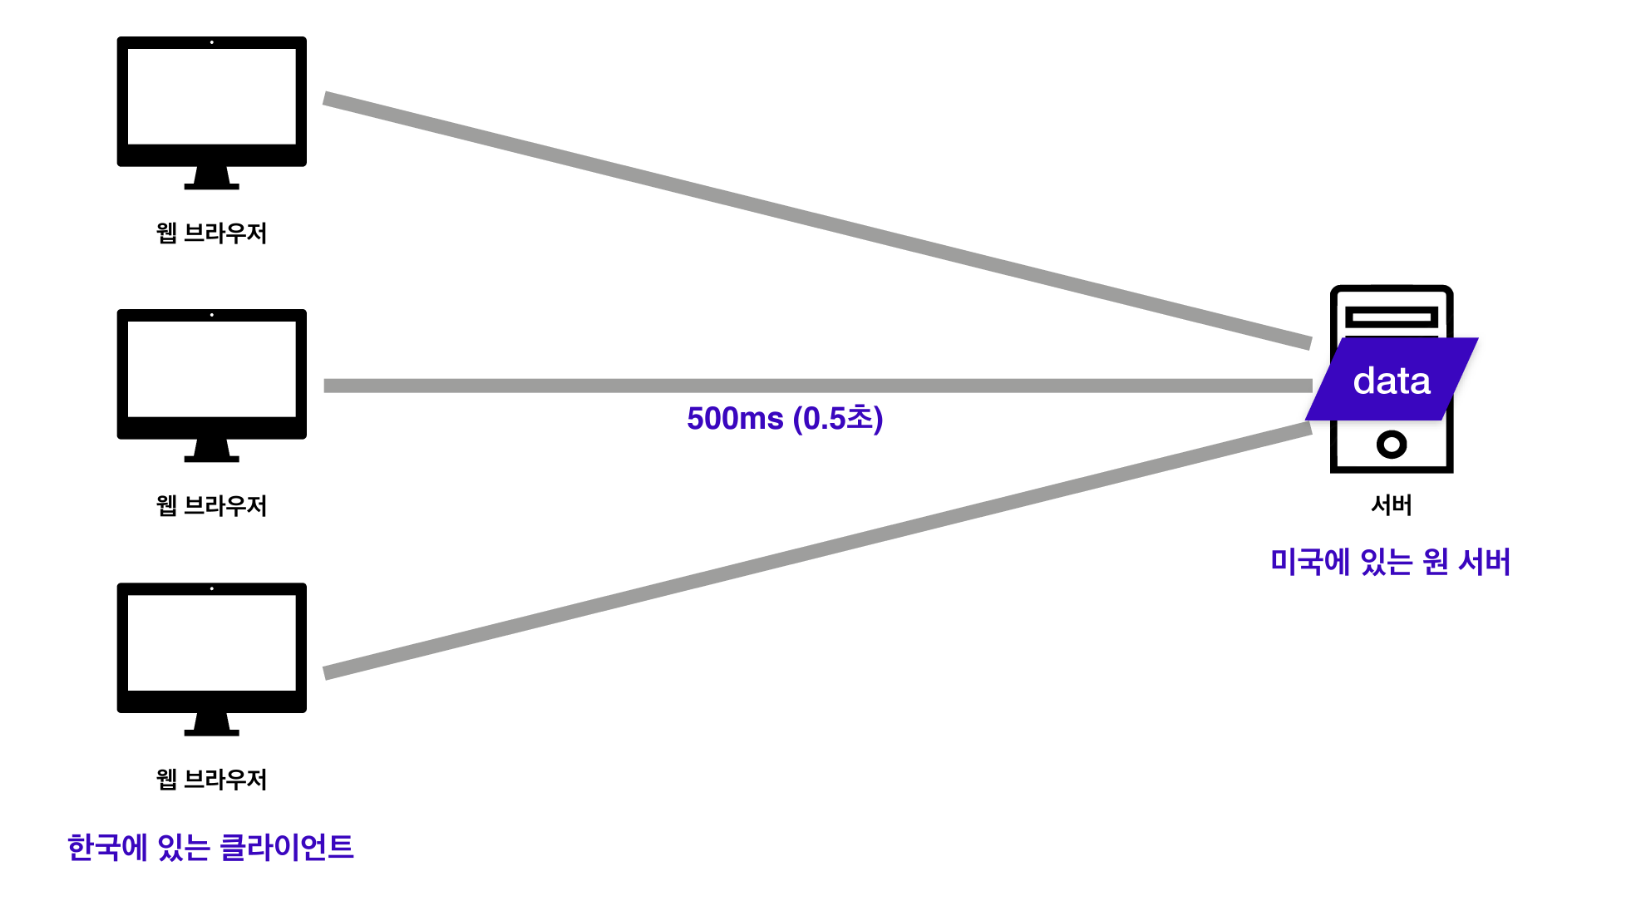 웹 브라우저
웹 브라우저
500ms (0.5초)
data
서버
미국에 있는 원 서버
웹 브라우저
한국에 있는 클라이언트